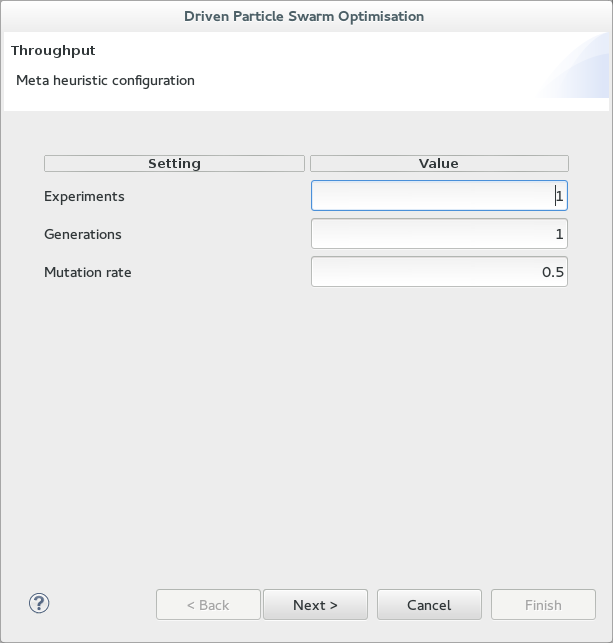 Driven Particle Swarm Optimisation
Throughput
Meta heuristic configuration
Setting Value
Experiments 1
Generations 1
Mutation rate 0.5
? < Back Next > Cancel Finish